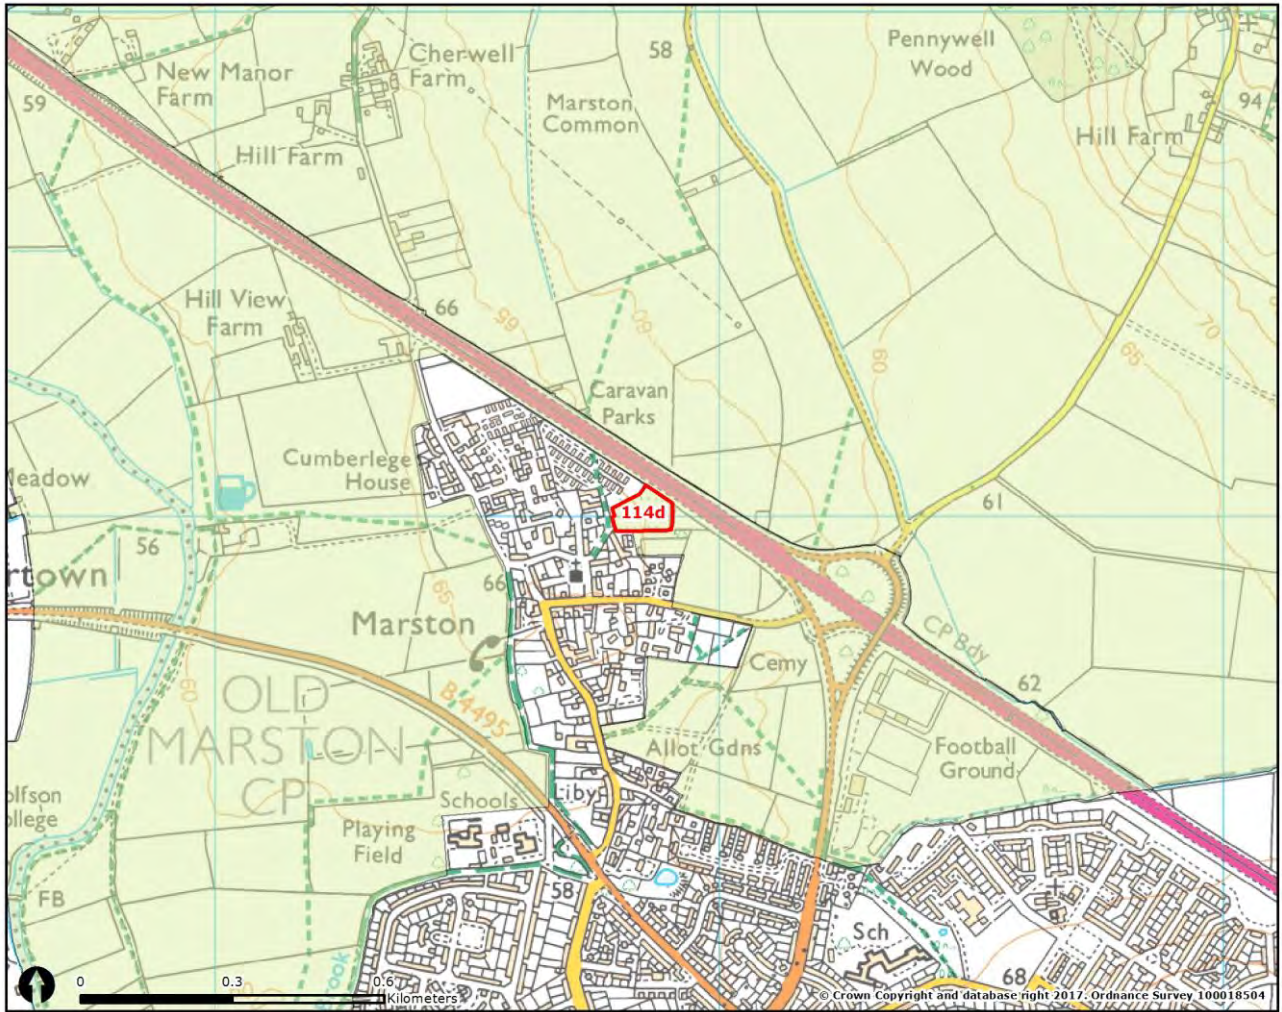 New Manor
Farm
59
Cherwell
Farm
58
Pennywell
Wood
94
Marston
Common
Hill Farm
Hill Farm
Hill View
Farm
66
65
60
60
70
65
Caravan
Parks
Cumberlege
House
Meadow
114d
61
56
rtown
66
65
Marston
60
CP Bdy
Cemy
62
OLD
MARSTON
CP
B 4495
Allot Gdns
Football
Ground
olfson
ollege
Schools
Liby
Playing
Field
FB
58
Sch
68
rook
0 0.3 0.6
Kilometers
© Crown Copyright and database right 2017. Ordnance Survey 100018504